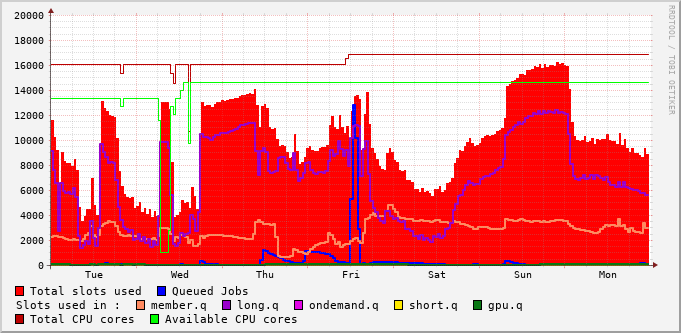 20000
18000
16000
14000
12000
10000
8000
6000
4000
2000
0
Tue Wed Thu Fri Sat Sun Mon
Total slots used Queued Jobs
Slots used in : member.q long.q ondemand.q short.q gpu.q
Total CPU cores Available CPU cores
RRDTOOL / TOBI OETIKER